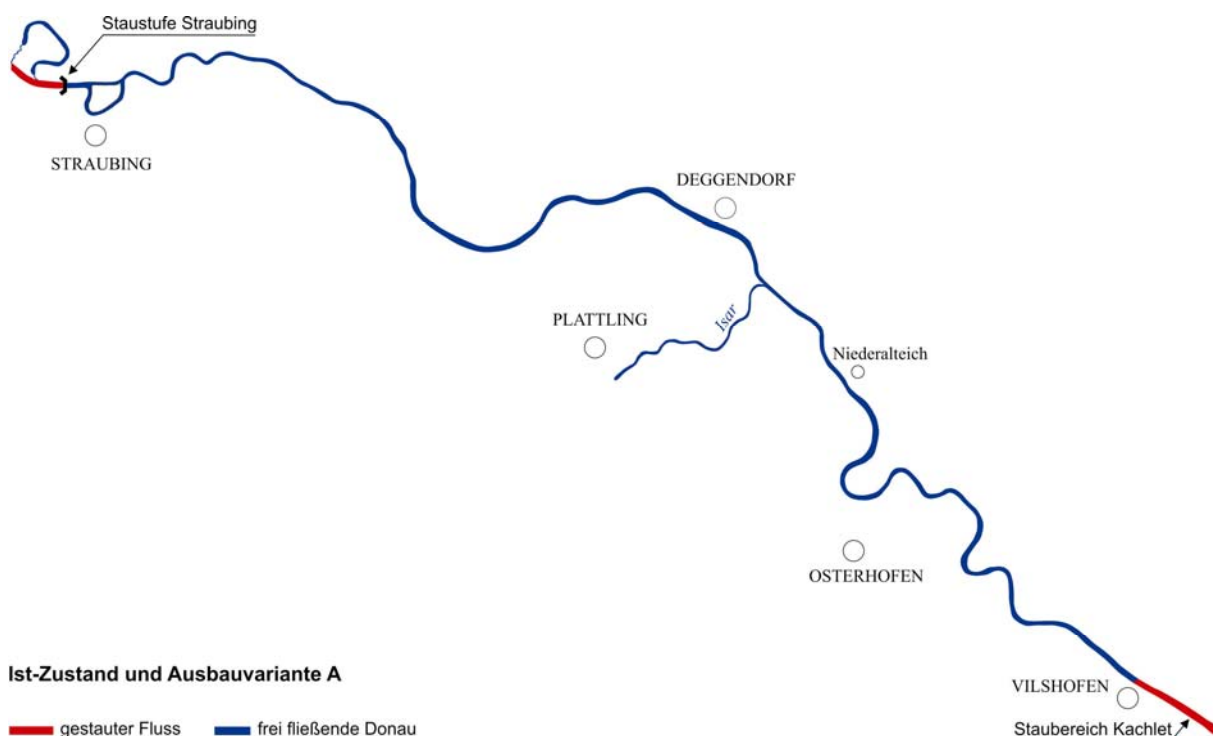 Staustufe Straubing
STRAUBING
DEGGENDORF
PLATTLING
Isar
Niederalteich
OSTERHOFEN
Ist-Zustand und Ausbauvariante A
VILSHOFEN
gestauter Fluss
frei fließende Donau
Staubereich Kachlet